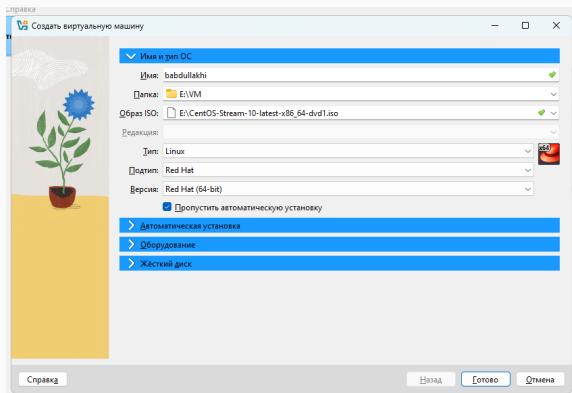 Справка
Создать виртуальную машину
Имя и тип ОС
Имя: babdullakhi
Папка: E:\VM
Образ ISO: E:\CentOS-Stream-10-latest-x86_64-dvd1.iso
Редакция:
Тип: Linux
x64
Подтип: Red Hat
Версия: Red Hat (64-bit)
Пропустить автоматическую установку
Автоматическая установка
Оборудование
Жёсткий диск
Справка Назад Готово Отмена